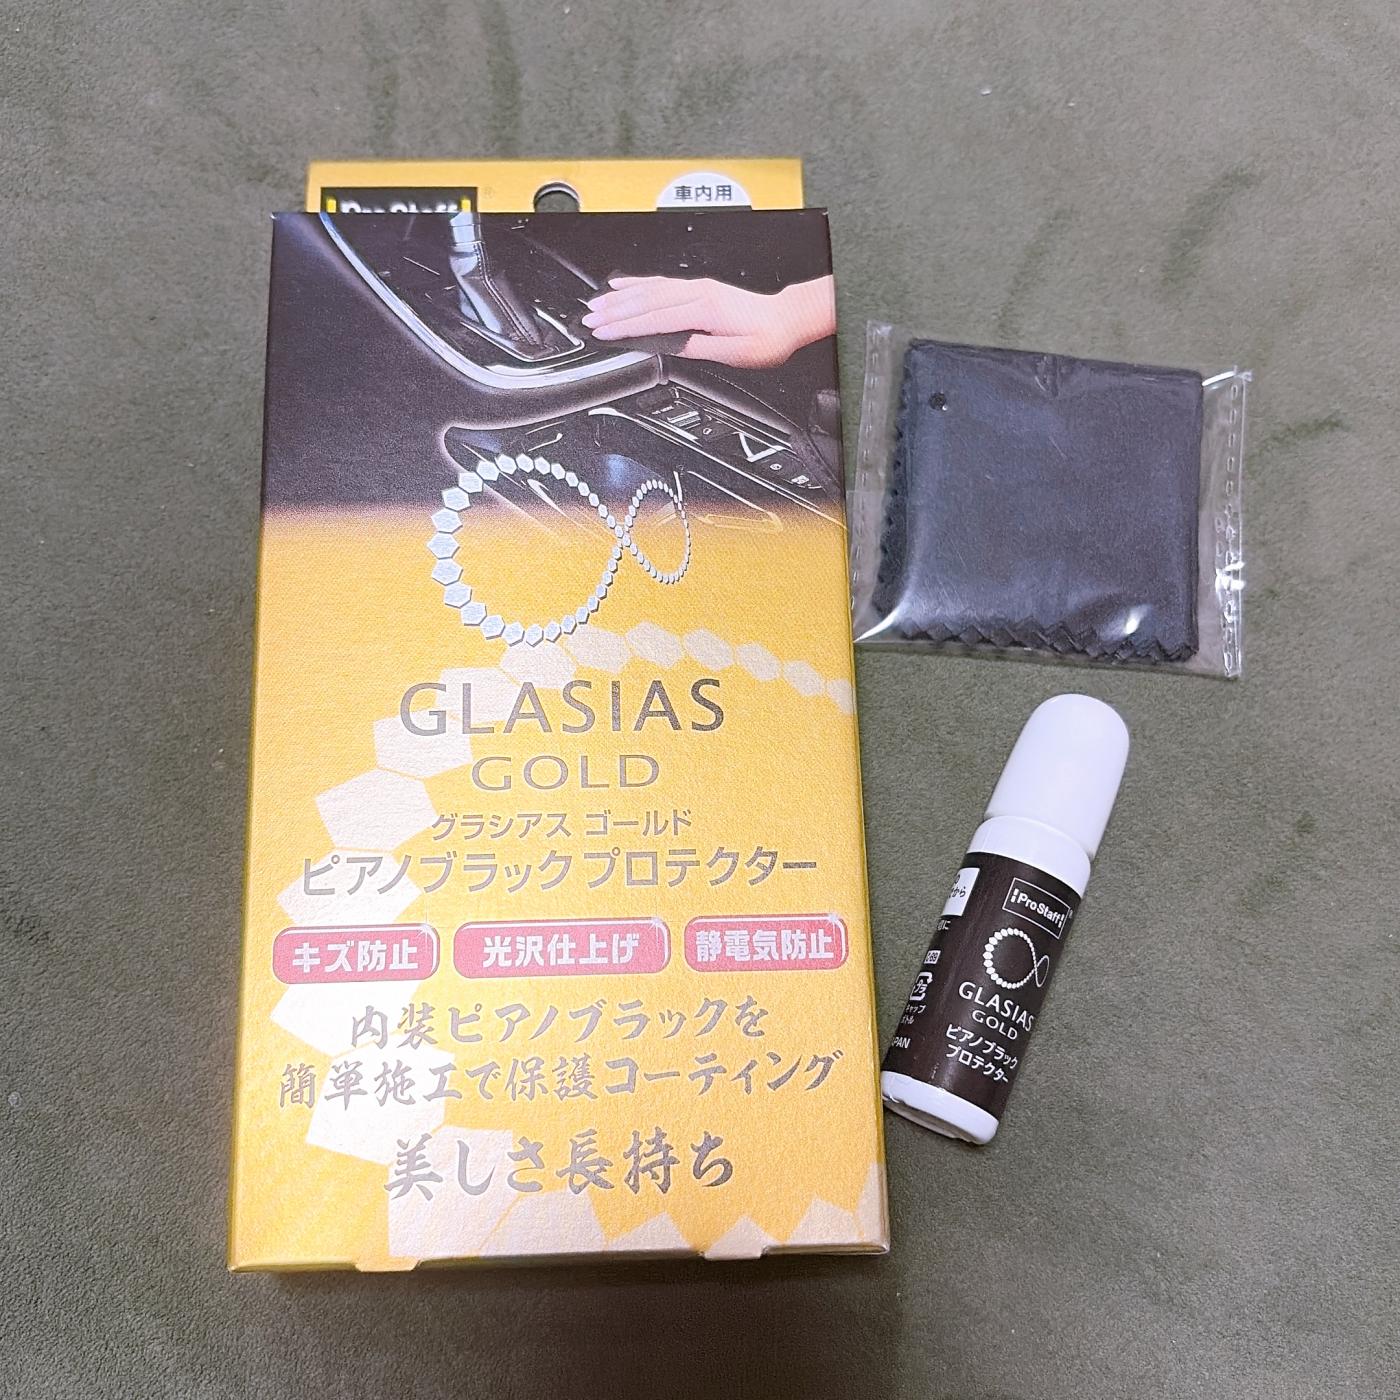 車内用
GLASIAS
GOLD
グラシアス ゴールド
ピアノブラック プロテクター
キズ防止
光沢仕上げ
静電気防止
内装ピアノブラックを
簡単施工で保護コーティング
美しさ長持ち
ProStaff
GLASIAS
GOLD
ピアノブラック
プロテクター